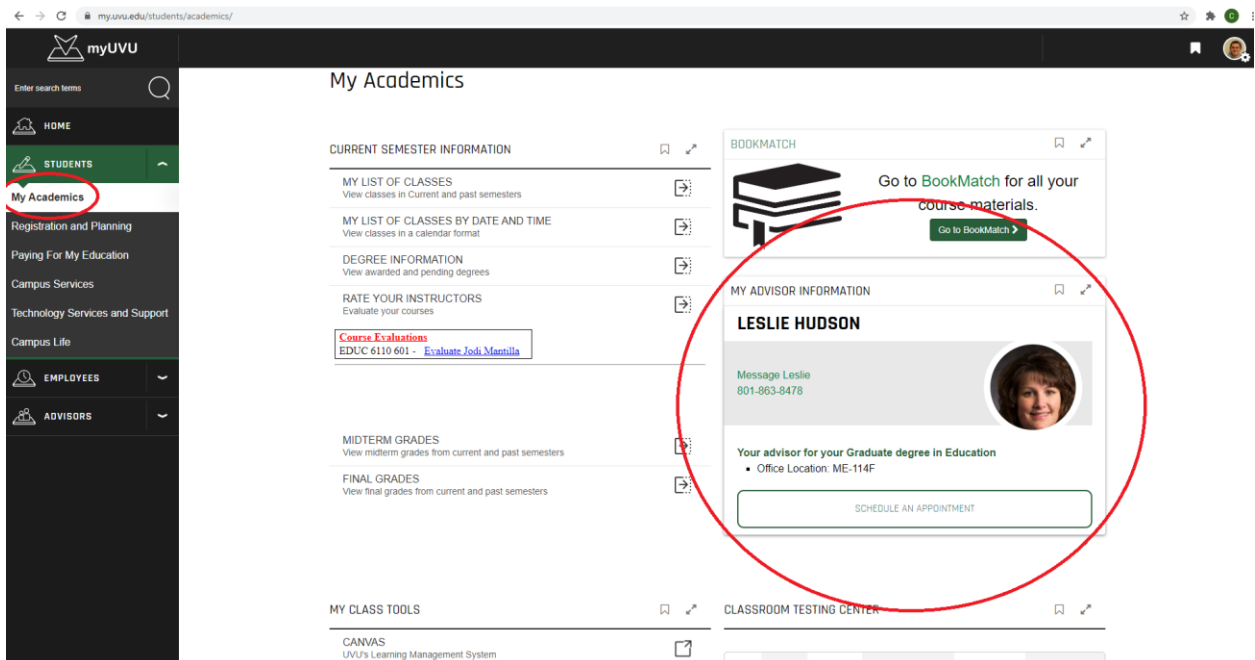 my.uvu.edu/students/academics/
C
myUVU
Enter search terms
HOME
STUDENTS
My Academics
Registration and Planning
Paying For My Education
Campus Services
Technology Services and Support
Campus Life
EMPLOYEES
ADVISORS
My Academics
CURRENT SEMESTER INFORMATION
MY LIST OF CLASSES
View classes in Current and past semesters
MY LIST OF CLASSES BY DATE AND TIME
View classes in a calendar format
DEGREE INFORMATION
View awarded and pending degrees
RATE YOUR INSTRUCTORS
Evaluate your courses
Course Evaluations
EDUC 6110 601 - Evaluate Jodi Mantilla
MIDTERM GRADES
View midterm grades from current and past semesters
FINAL GRADES
View final grades from current and past semesters
MY CLASS TOOLS
CANVAS
UVU's Learning Management System
BOOKMATCH
Go to BookMatch for all your
course materials.
Go to BookMatch
MY ADVISOR INFORMATION
LESLIE HUDSON
Message Leslie
801-863-8478
Your advisor for your Graduate degree in Education
▪ Office Location: ME-114F
SCHEDULE AN APPOINTMENT
CLASSROOM TESTING CENTER